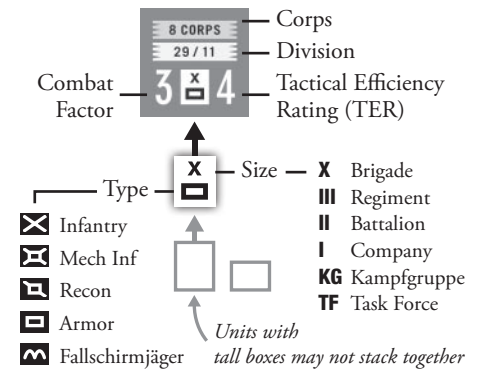 8 CORPS
29 / 11
3 X 4
Corps
Division
Combat
Factor
Tactical Efficiency
Rating (TER)
X
Type
Size
X Brigade
III Regiment
II Battalion
I Company
KG Kampfgruppe
TF Task Force
Infantry
Mech Inf
Recon
Armor
Fallschirmjäger
Units with
tall boxes may not stack together